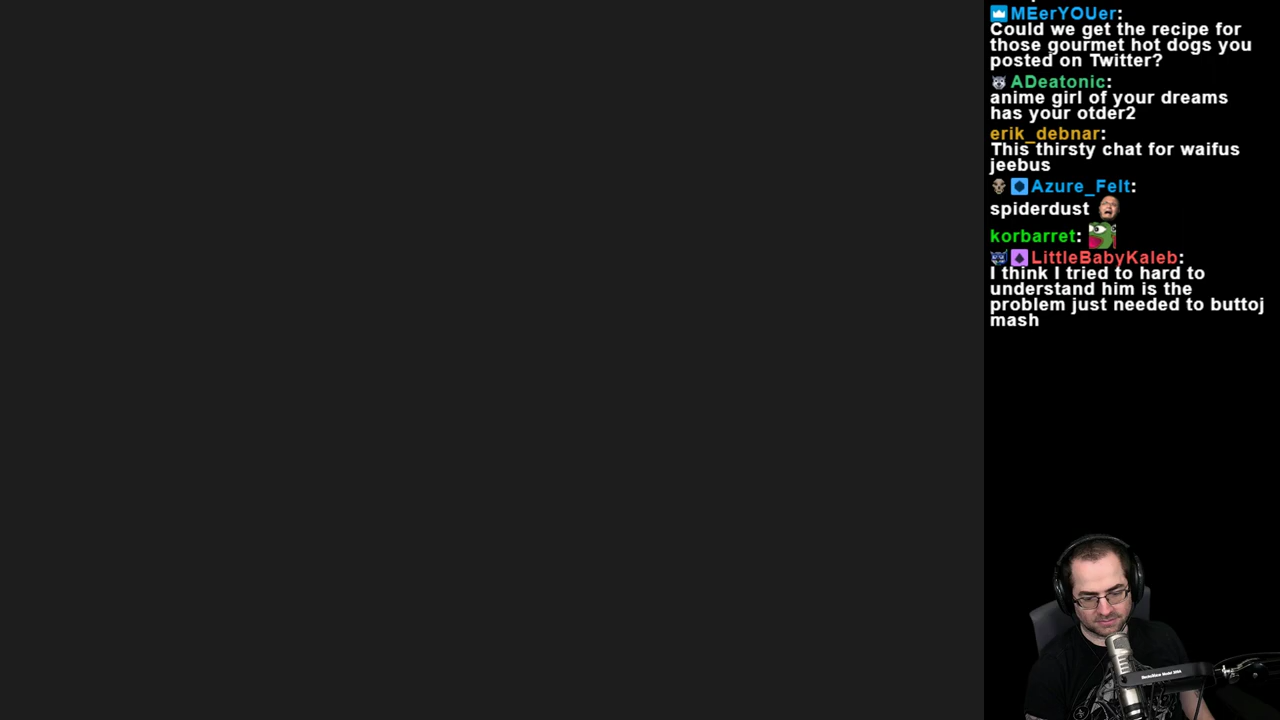 MEerYOUer:
Could we get the recipe for
those gourmet hot dogs you
posted on Twitter?
ADeatonic:
anime girl of your dreams
has your otder2
erik_debnar:
This thirsty chat for waifus
jeebus
Azure_Felt:
spiderdust
korbarret:
LittleBabyKaleb:
I think I tried to hard to
understand him is the
problem just needed to buttoj
mash